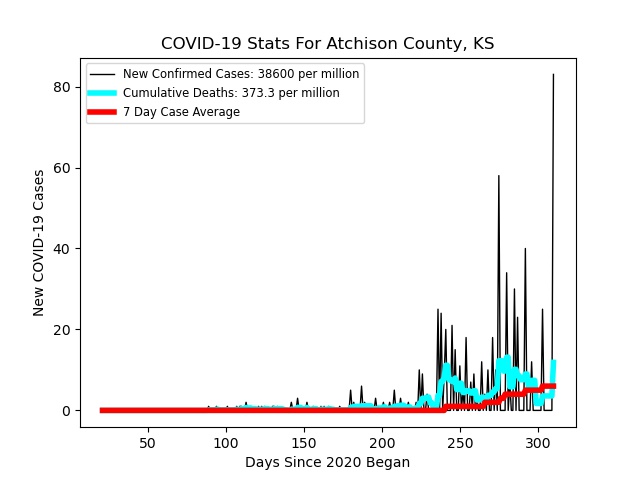 COVID-19 Stats For Atchison County, KS
New Confirmed Cases: 38600 per million
Cumulative Deaths: 373.3 per million
7 Day Case Average
New COVID-19 Cases
80
60
40
20
0
50 100 150 200 250 300
Days Since 2020 Began